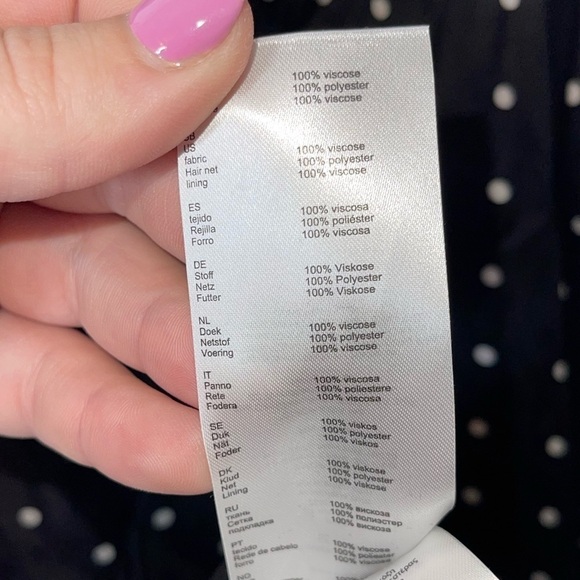 100% viscose
100% polyester
100% viscose
US
fabric 100% viscose
Hair net 100% polyester
lining 100% viscose
ES
tejido 100% viscosa
Rejilla 100% poliéster
Forro 100% viscosa
DE
Stoff 100% Viskose
Netz 100% Polyester
Futter 100% Viskose
NL
Doek 100% viscose
Netstof 100% polyester
Voering 100% viscose
IT
Panno 100% viscosa
Rete 100% poliestere
Fodera 100% viscosa
SE
Duk 100% viskos
Nät 100% polyester
Foder 100% viskos
DK
Klud 100% viskose
Net 100% polyester
Lining 100% viskose
RU
ткань 100% вискоза
Сетка 100% полиэстер
подкладка 100% вискоза
PT
tecido 100% viscose
Rede de cabelo 100% poliéster
forro 100% viscose
NO